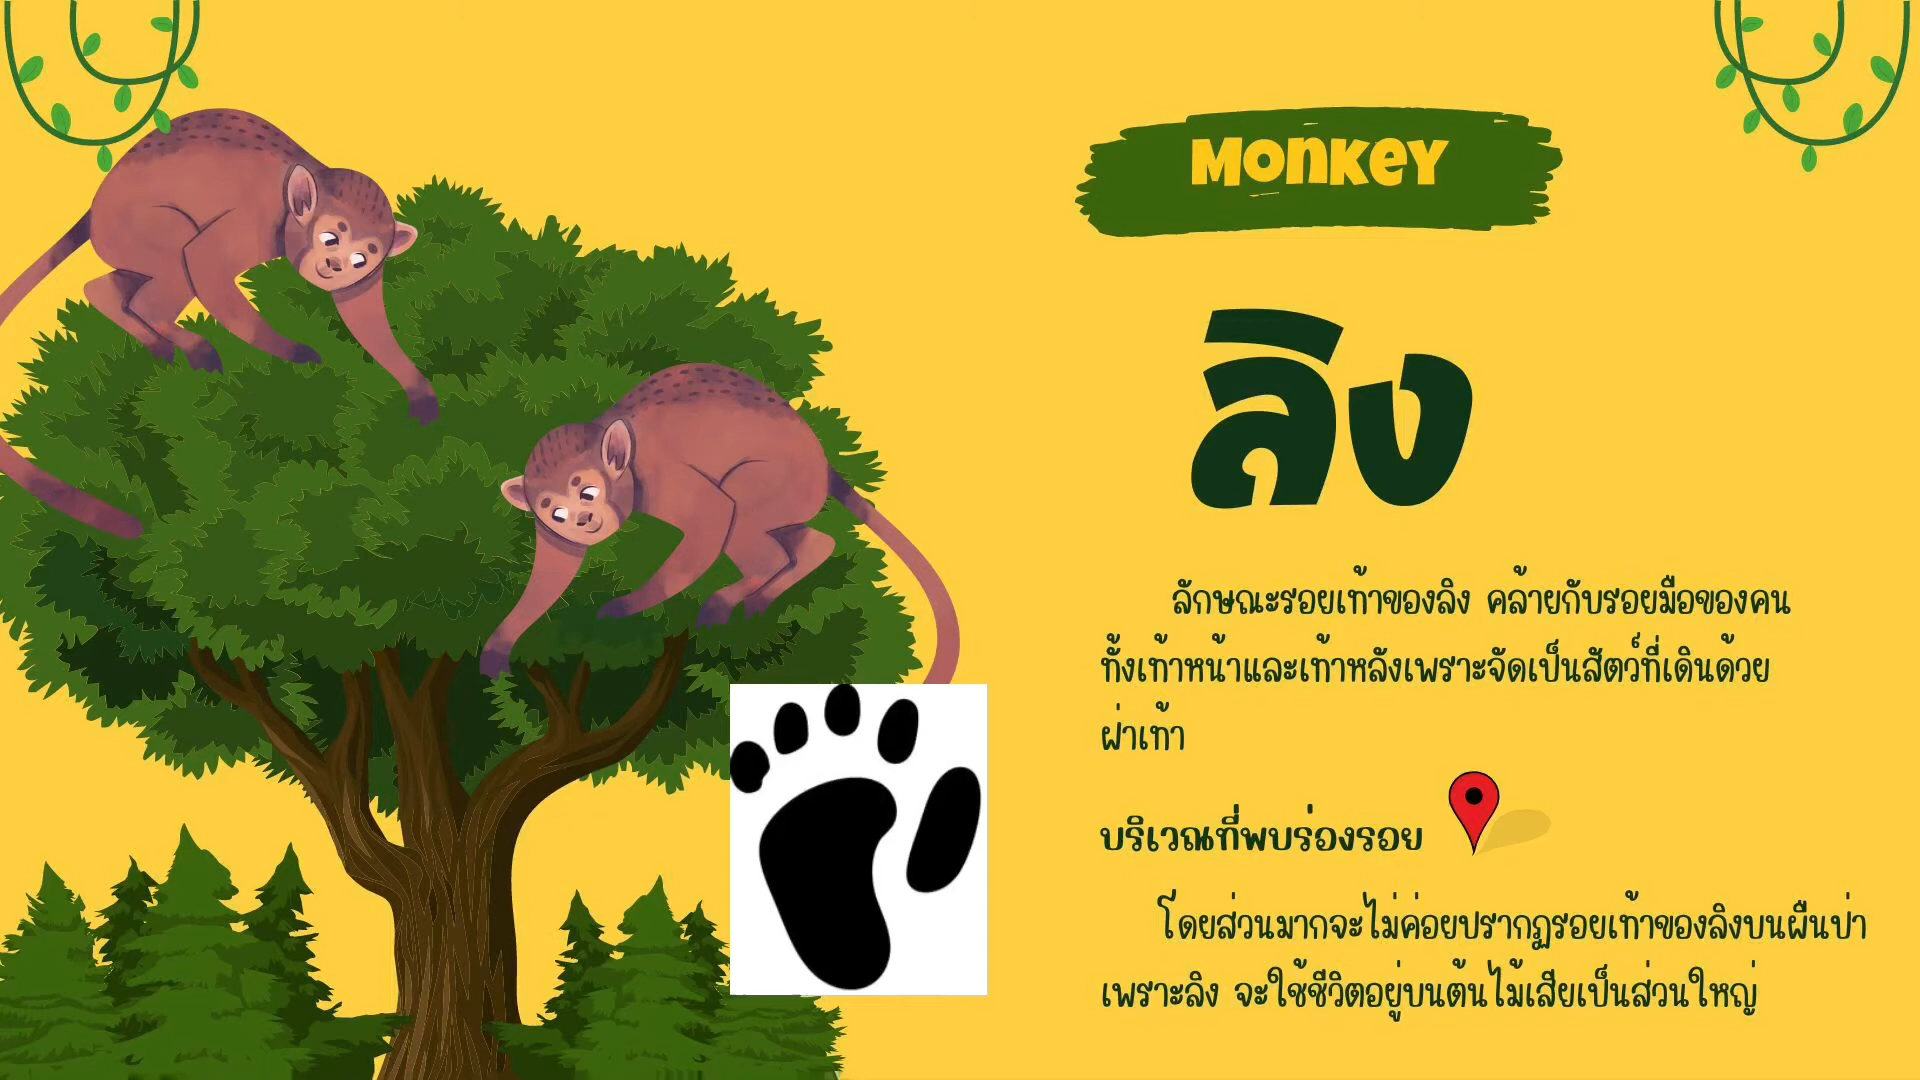 Monkey
ลิง
ลักษณะรอยเท้าของลิง คล้ายกับรอยมือของคน
ทั้งเท้าหน้าและเท้าหลังเพราะจัดเป็นสัตว์ที่เดินด้วย
ฝ่าเท้า
บริเวณที่พบร่องรอย
โดยส่วนมากจะไม่ค่อยปรากฏรอยเท้าของลิงบนผืนป่า
เพราะลิง จะใช้ชีวิตอยู่บนต้นไม้เสียเป็นส่วนใหญ่